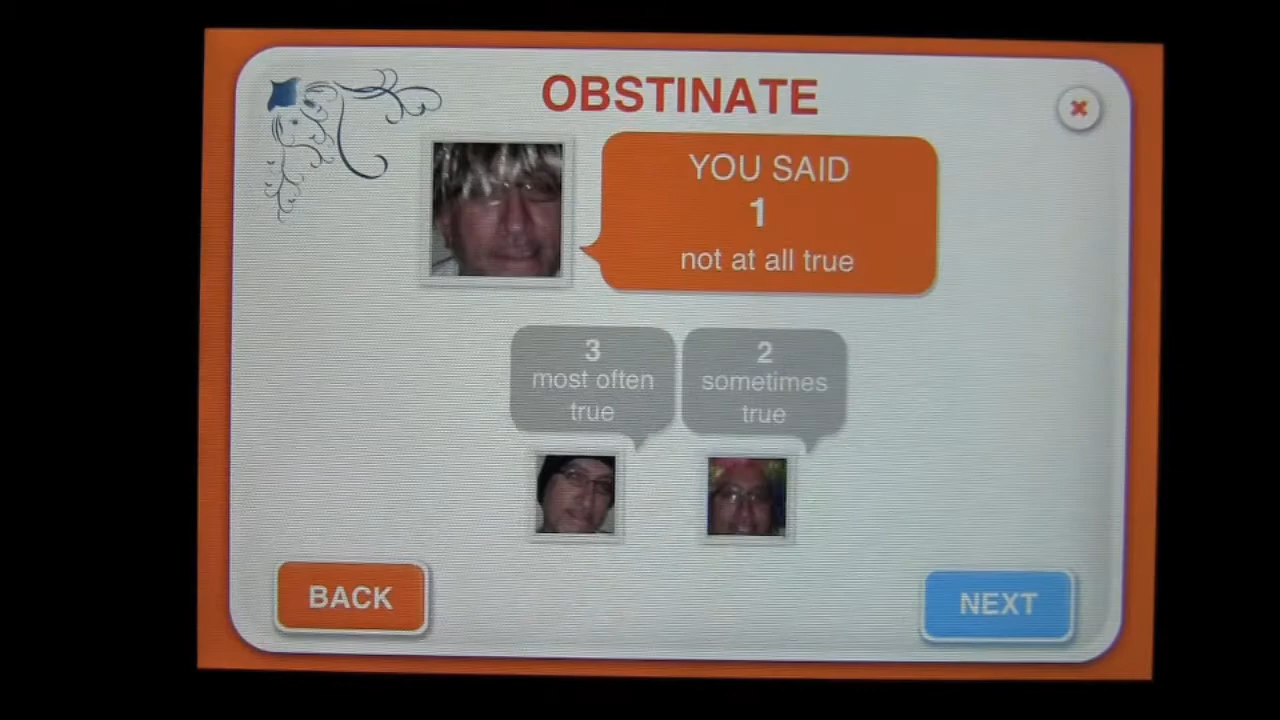 OBSTINATE
YOU SAID
1
not at all true
3
most often
true
2
sometimes
true
BACK
NEXT